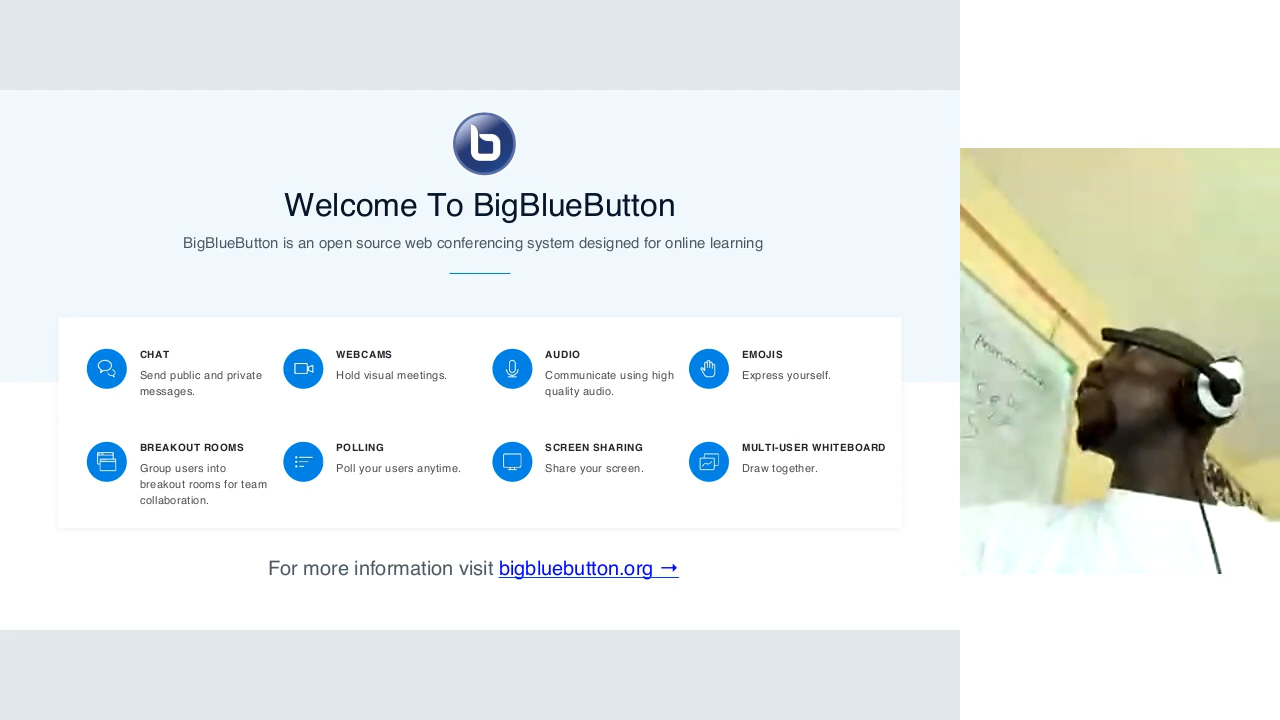 Welcome To BigBlueButton
BigBlueButton is an open source web conferencing system designed for online learning
CHAT
Send public and private
messages.
WEBCAMS
Hold visual meetings.
AUDIO
Communicate using high
quality audio.
EMOJIS
Express yourself.
BREAKOUT ROOMS
Group users into
breakout rooms for team
collaboration.
POLLING
Poll your users anytime.
SCREEN SHARING
Share your screen.
MULTI-USER WHITEBOARD
Draw together.
For more information visit bigbluebutton.org →